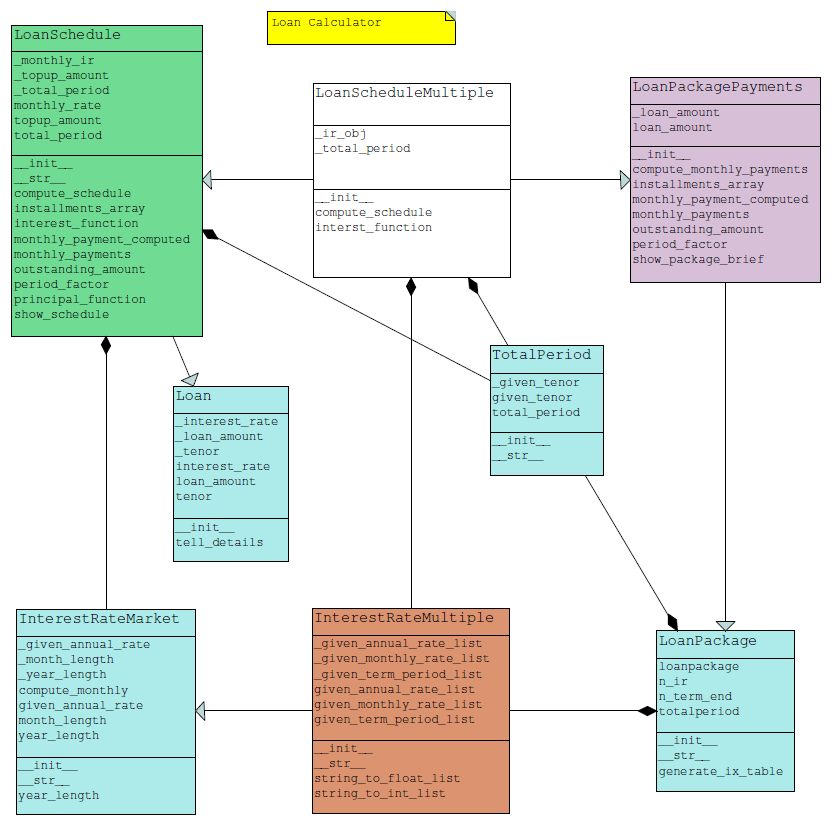 Loan Calculator
LoanSchedule
_monthly_ir
_topup_amount
_total_period
monthly_rate
topup_amount
total_period
__init__
__str__
compute_schedule
installments_array
interest_function
monthly_payment_computed
monthly_payments
outstanding_amount
period_factor
principal_function
show_schedule
LoanScheduleMultiple
_ir_obj
_total_period
__init__
compute_schedule
interst_function
LoanPackagePayments
_loan_amount
loan_amount
__init__
compute_monthly_payments
installments_array
monthly_payment_computed
monthly_payments
outstanding_amount
period_factor
show_package_brief
TotalPeriod
_given_tenor
given_tenor
total_period
__init__
__str__
Loan
_interest_rate
_loan_amount
_tenor
interest_rate
loan_amount
tenor
__init__
tell_details
InterestRateMarket
_given_annual_rate
_month_length
_year_length
compute_monthly
given_annual_rate
month_length
year_length
__init__
__str__
year_length
InterestRateMultiple
_given_annual_rate_list
_given_monthly_rate_list
_given_term_period_list
given_annual_rate_list
given_monthly_rate_list
given_term_period_list
__init__
__str__
string_to_float_list
string_to_int_list
LoanPackage
loanpackage
n_ir
n_term_end
totalperiod
__init__
__str__
generate_ix_table